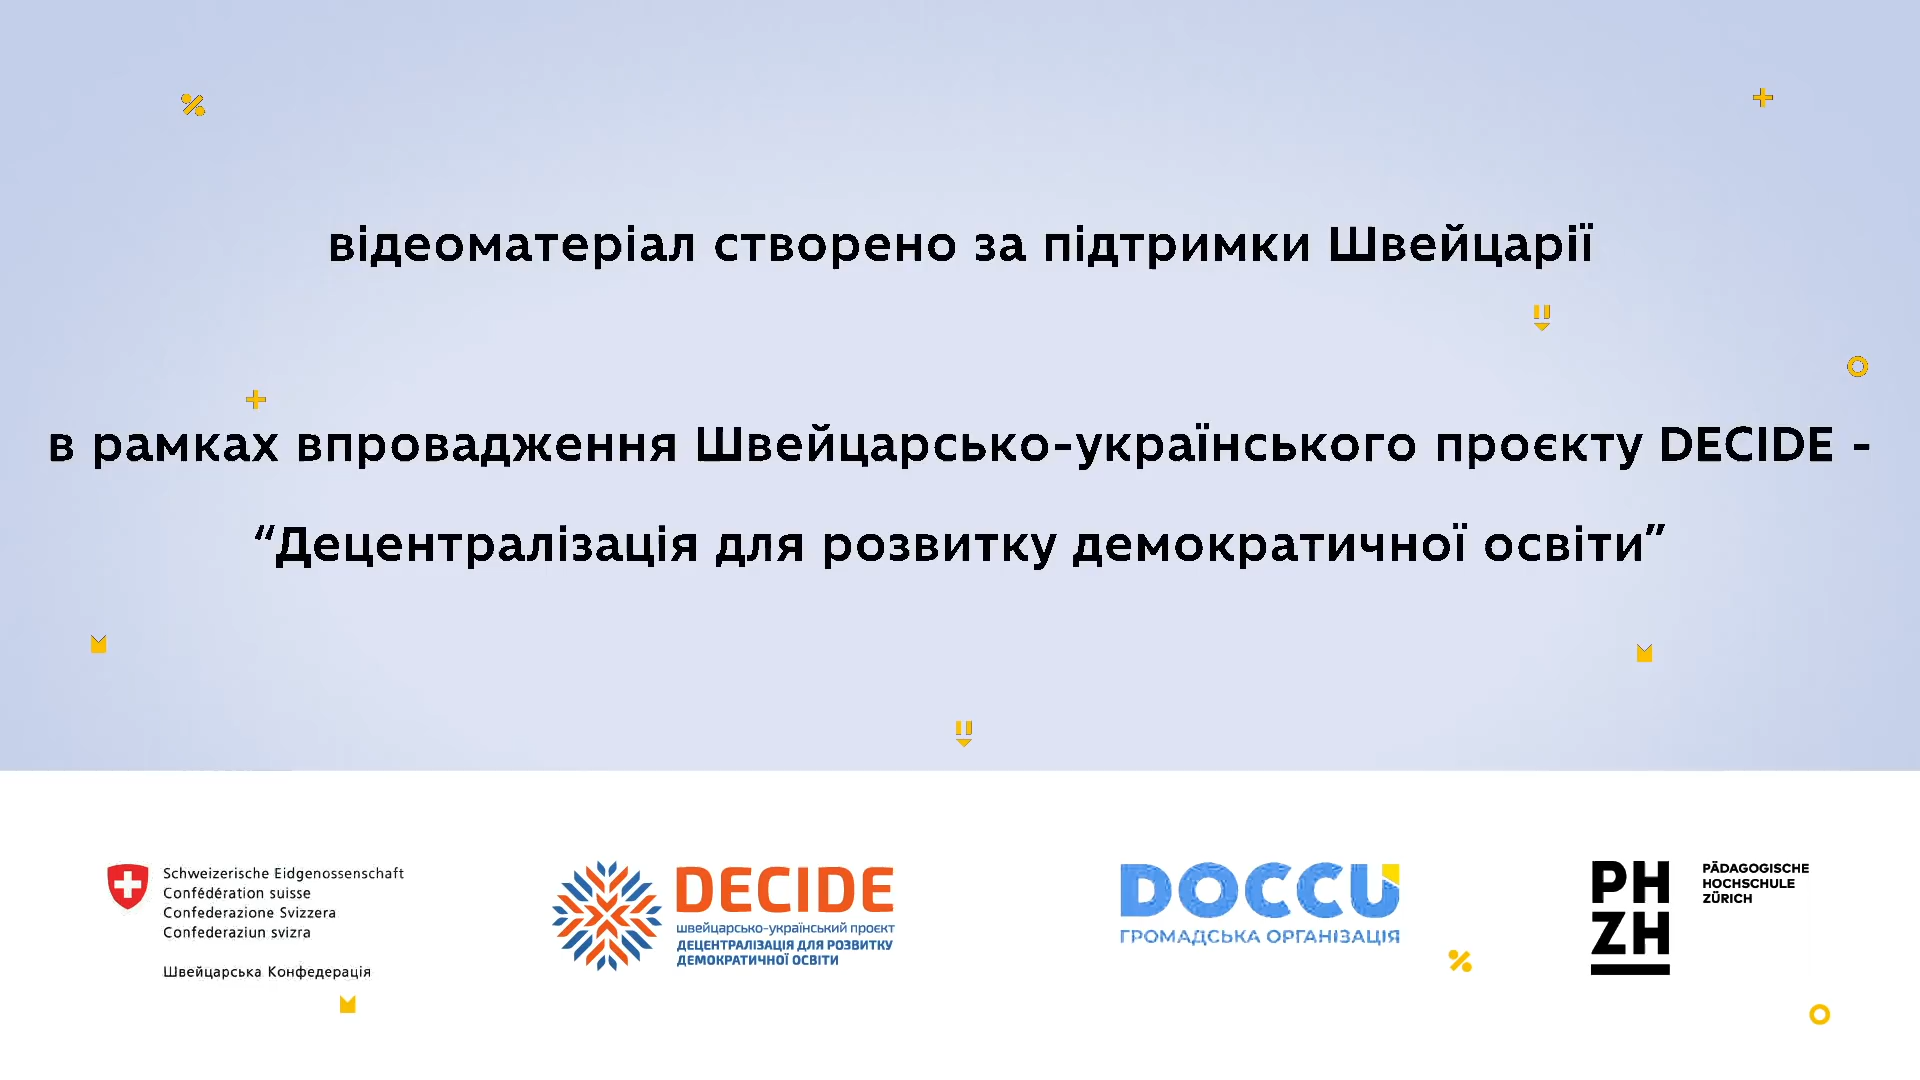 відеоматеріал створено за підтримки Швейцарії
в рамках впровадження Швейцарсько-українського проєкту DECIDE -
“Децентралізація для розвитку демократичної освіти”
Schweizerische Eidgenossenschaft
Confédération suisse
Confederazione Svizzera
Confederaziun svizra
Швейцарська Конфедерація
DECIDE
швейцарсько-український проєкт
ДЕЦЕНТРАЛІЗАЦІЯ ДЛЯ РОЗВИТКУ
ДЕМОКРАТИЧНОЇ ОСВІТИ
DOCCU
ГРОМАДСЬКА ОРГАНІЗАЦІЯ
PH
ZH
PÄDAGOGISCHE
HOCHSCHULE
ZÜRICH